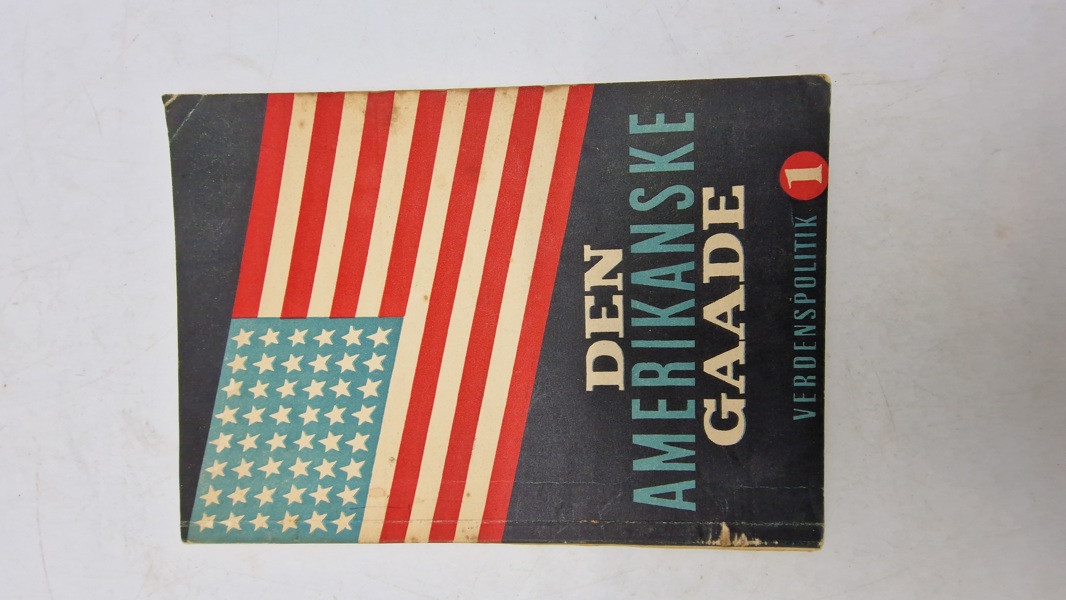 DEN
AMERIKANSKE
GAADE
VERDENSPOLITIK 1